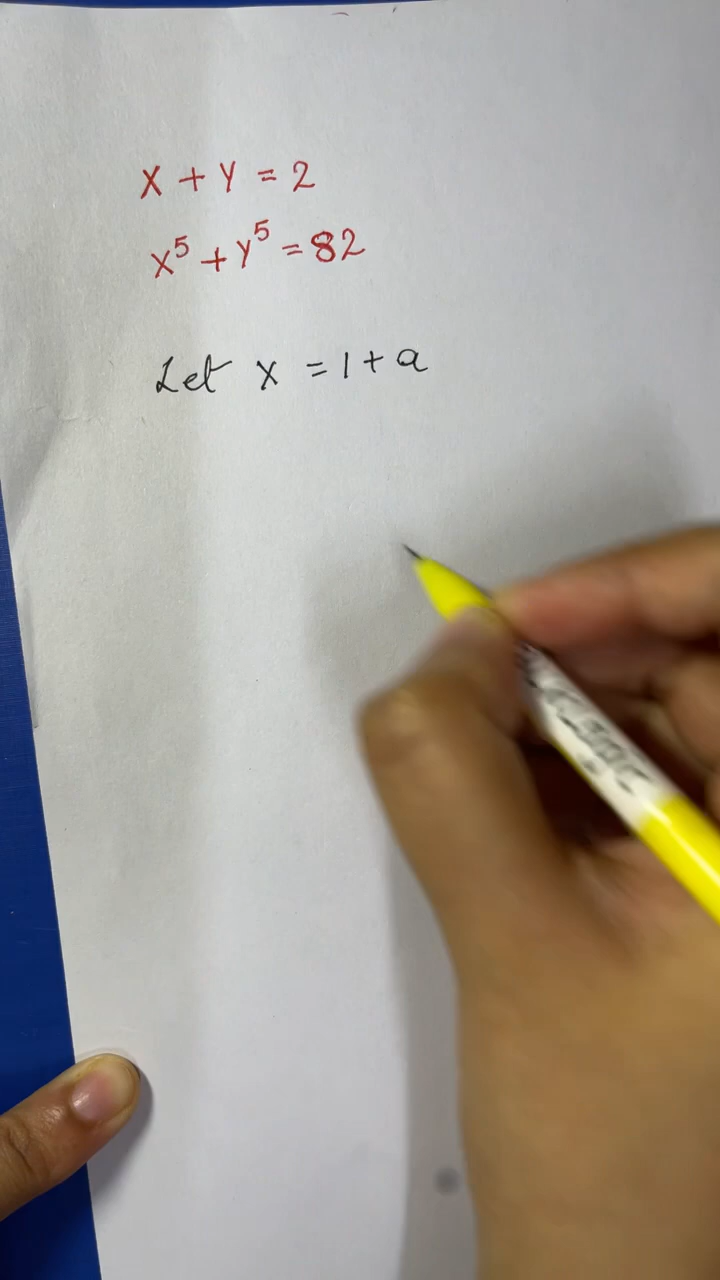 x + y = 2
x⁵ + y⁵ = 82
Let x = 1 + a